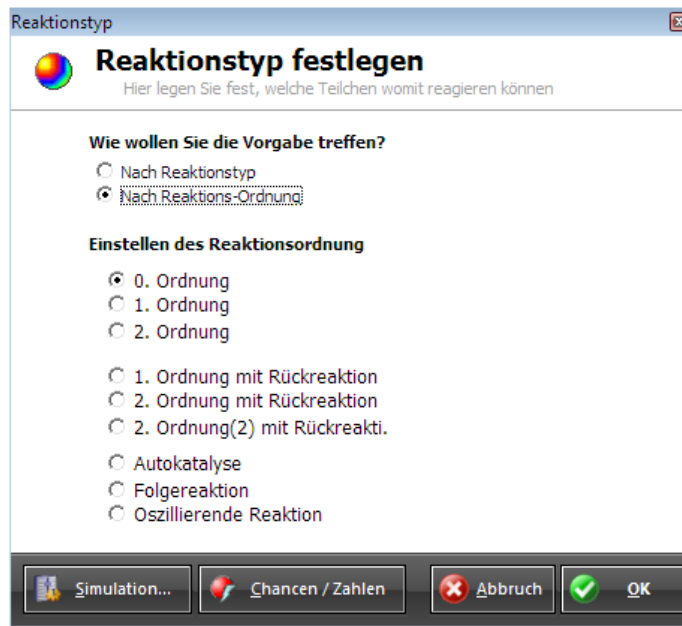 Reaktionstyp
Reaktionstyp festlegen
Hier legen Sie fest, welche Teilchen womit reagieren können
Wie wollen Sie die Vorgabe treffen?
Nach Reaktionstyp
Nach Reaktions-Ordnung
Einstellen des Reaktionsordnung
0. Ordnung
1. Ordnung
2. Ordnung
1. Ordnung mit Rückreaktion
2. Ordnung mit Rückreaktion
2. Ordnung(2) mit Rückreakti.
Autokatalyse
Folgereaktion
Oszillierende Reaktion
Simulation... Chancen / Zahlen Abbruch OK